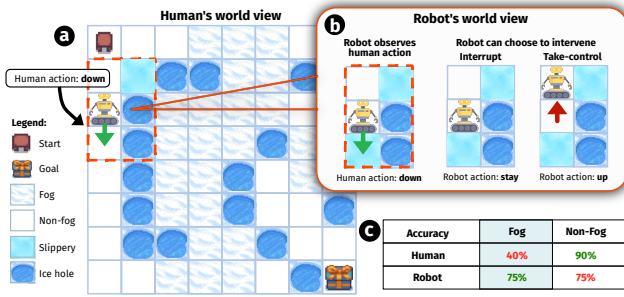 Human's world view
a
Human action: down
Legend:
Start
Goal
Fog
Non-fog
Slippery
Ice hole
b
Robot's world view
Robot observes
human action
Human action: down
Robot can choose to intervene
Interrupt
Take-control
Robot action: stay
Robot action: up
c
Accuracy Fog Non-Fog
Human 40% 90%
Robot 75% 75%